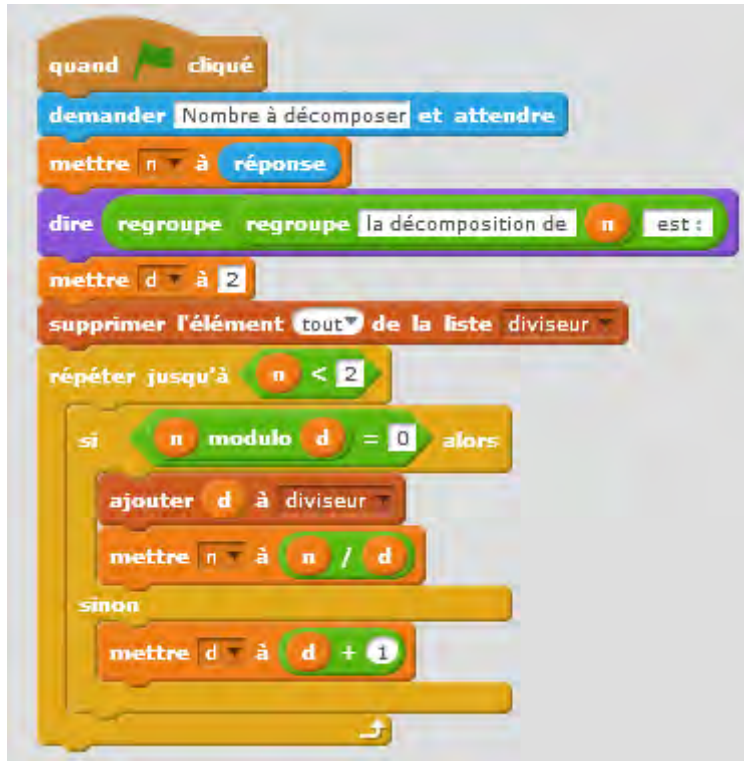 quand cliqué
demander Nombre à décomposer et attendre
mettre n à réponse
dire regroupe regroupe la décomposition de n est :
mettre d à 2
supprimer l'élément tout de la liste diviseur
répéter jusqu'à n < 2
si n modulo d = 0 alors
ajouter d à diviseur
mettre n à n / d
sinon
mettre d à d + 1